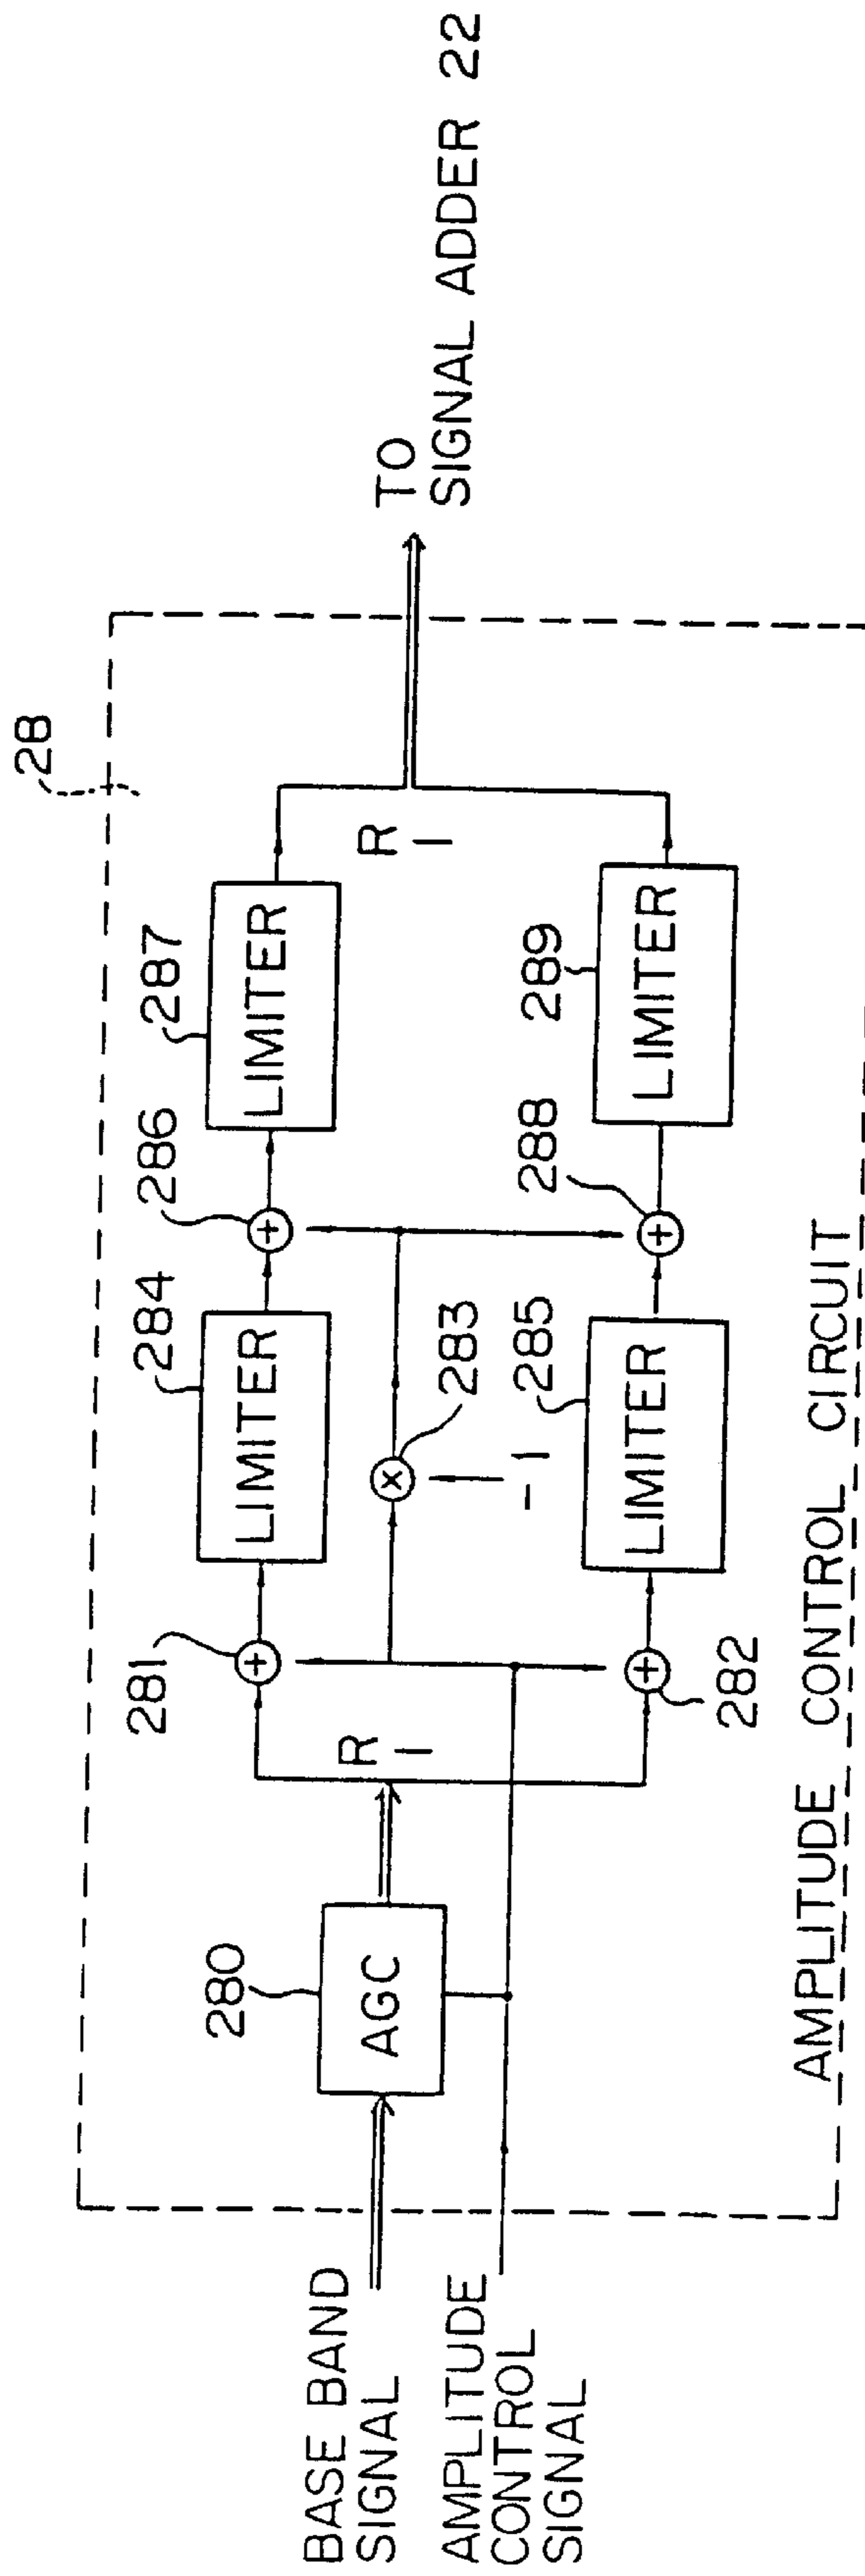 28
BASE BAND
SIGNAL
AMPLITUDE
CONTROL
SIGNAL
280
AGC
R
I
281
+
282
+
284
LIMITER
285
LIMITER
283
×
-1
286
+
288
+
287
LIMITER
289
LIMITER
R
I
TO
SIGNAL ADDER 22
AMPLITUDE CONTROL CIRCUIT